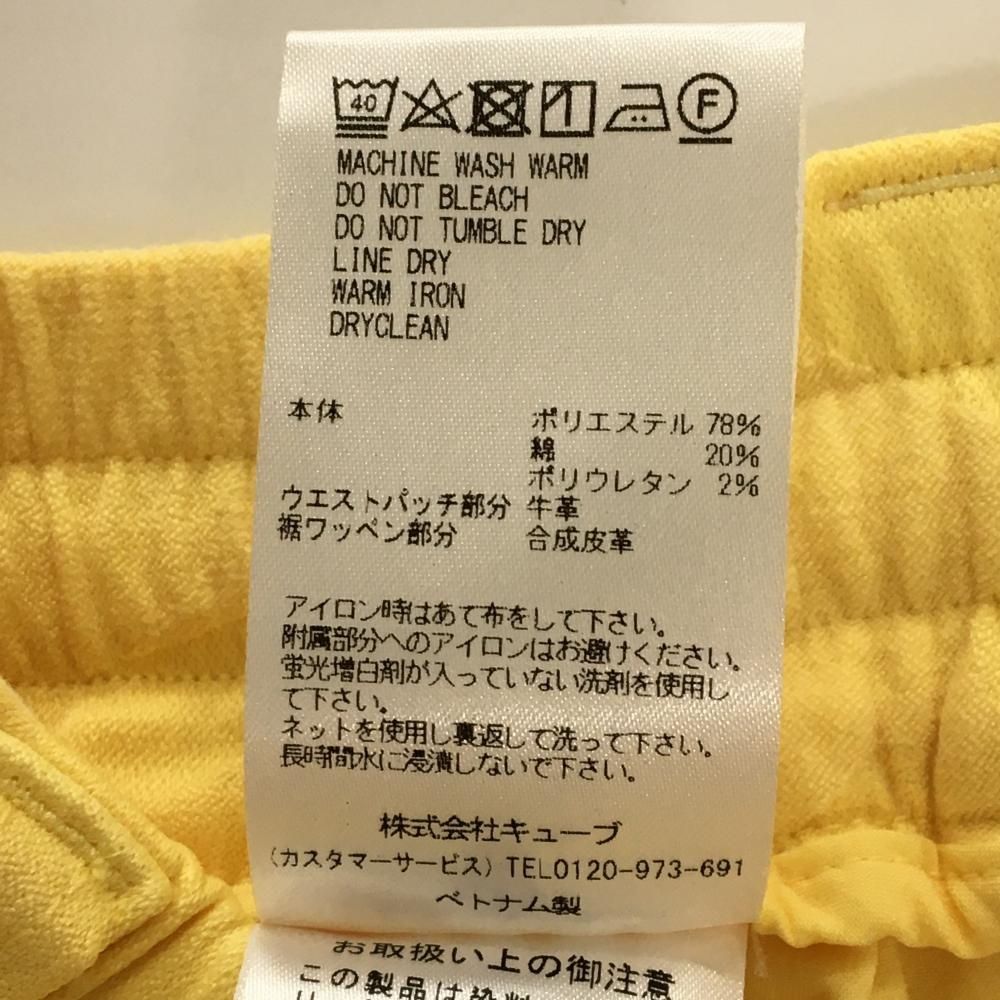 40
F
MACHINE WASH WARM
DO NOT BLEACH
DO NOT TUMBLE DRY
LINE DRY
WARM IRON
DRYCLEAN
本体 ポリエステル 78%
綿 20%
ポリウレタン 2%
ウエストパッチ部分 牛革
裾ワッペン部分 合成皮革
アイロン時はあて布をして下さい。
附属部分へのアイロンはお避けください。
蛍光増白剤が入っていない洗剤を使用し
て下さい。
ネットを使用し裏返して洗って下さい。
長時間水に浸漬しないで下さい。
株式会社キューブ
(カスタマーサービス) TEL0120-973-691
ベトナム製
お取扱い上の御注意
この製品は染料